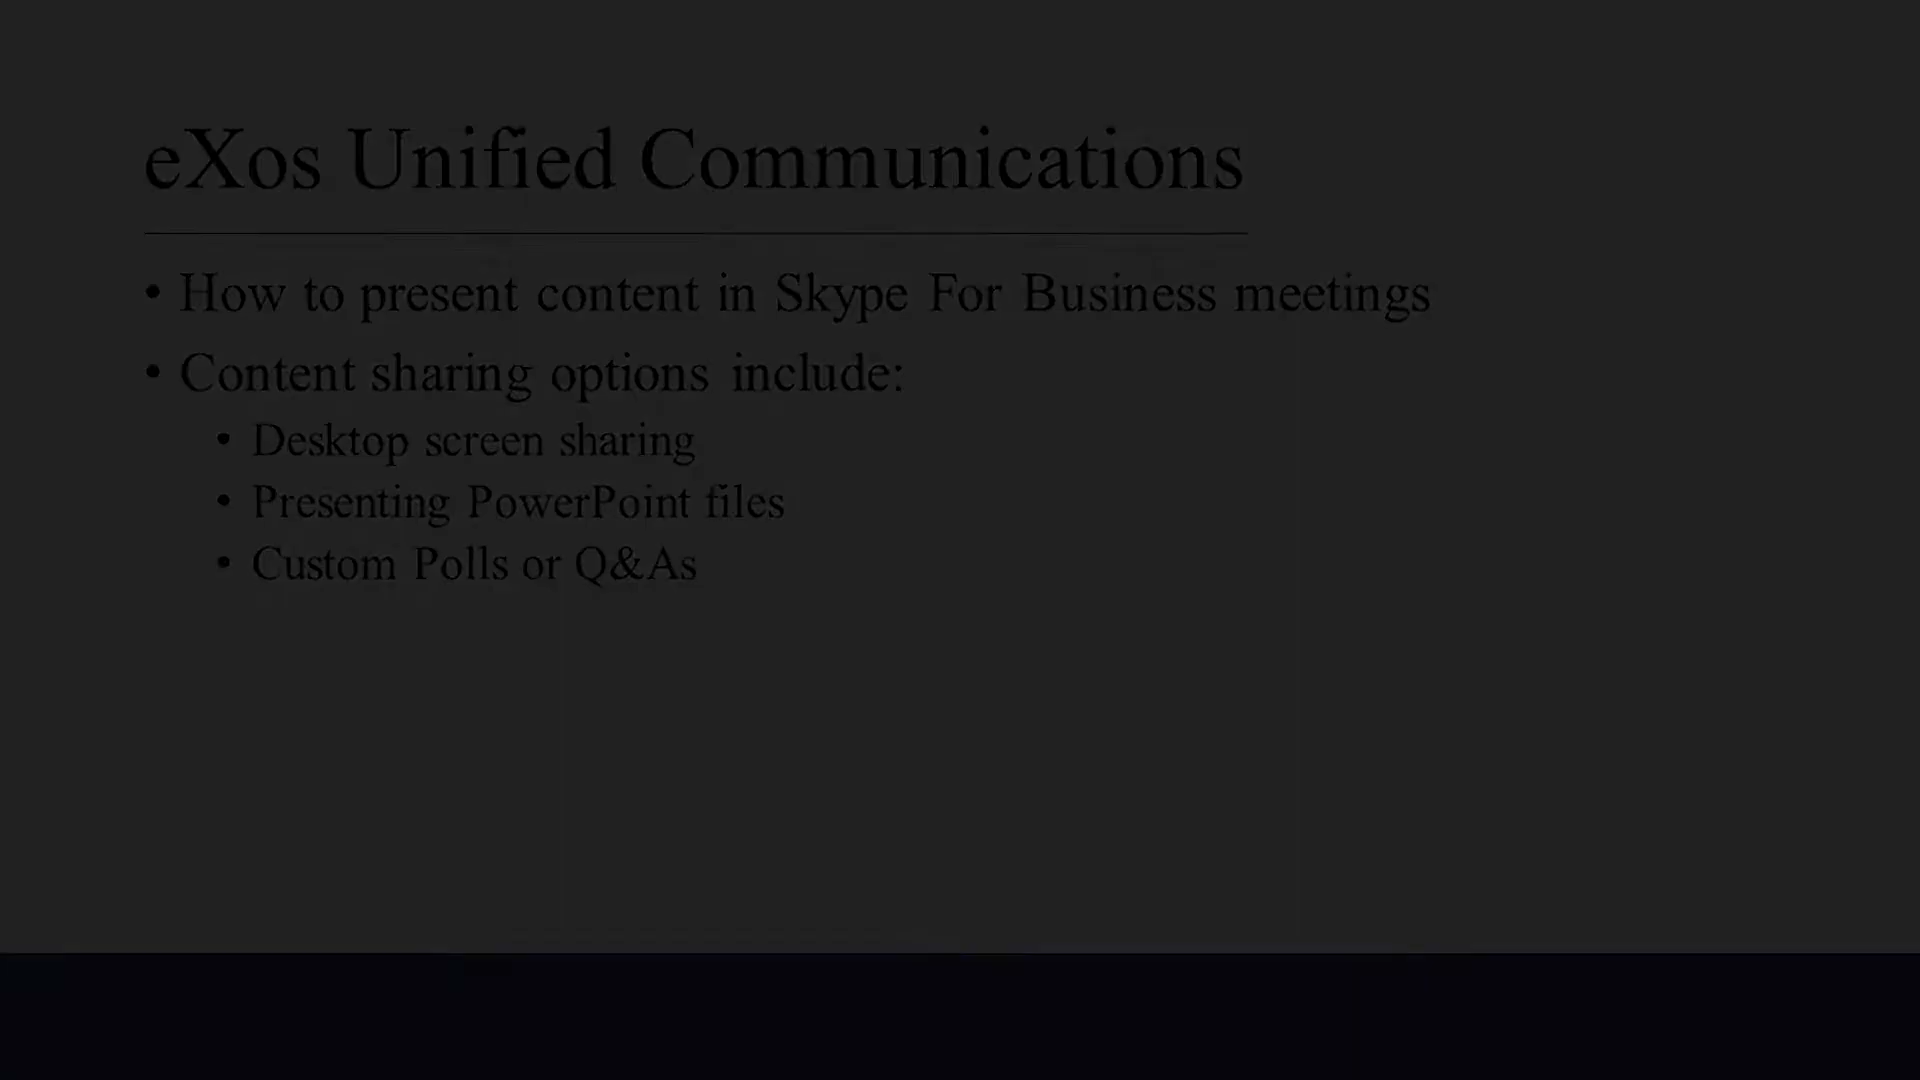 eXos Unified Communications
• How to present content in Skype For Business meetings
• Content sharing options include:
• Desktop screen sharing
• Presenting PowerPoint files
• Custom Polls or Q&As